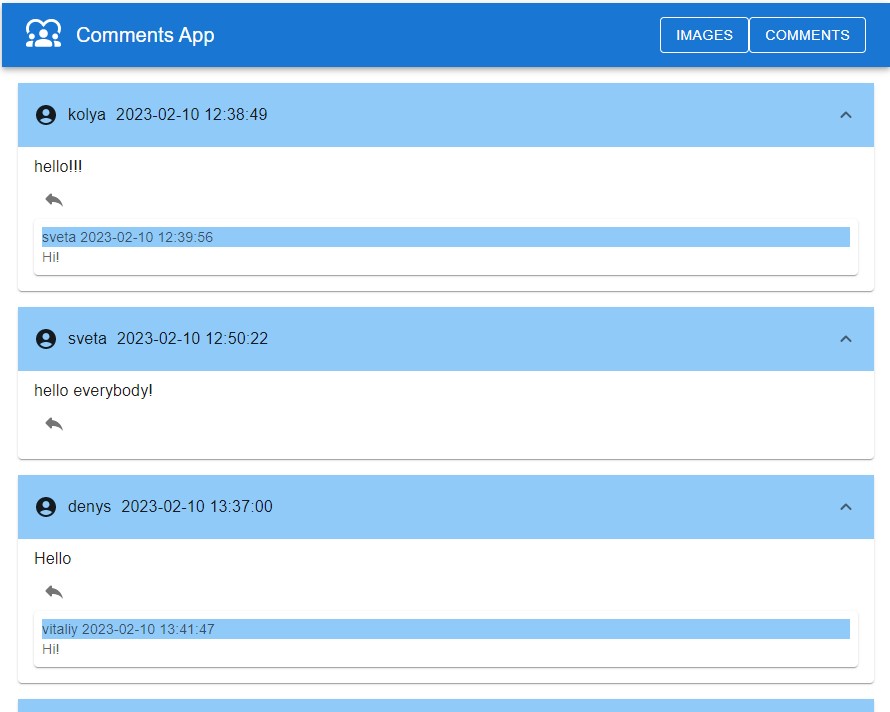 Comments App
IMAGES
COMMENTS
kolya 2023-02-10 12:38:49
hello!!!
sveta 2023-02-10 12:39:56
Hi!
sveta 2023-02-10 12:50:22
hello everybody!
denys 2023-02-10 13:37:00
Hello
vitaliy 2023-02-10 13:41:47
Hi!